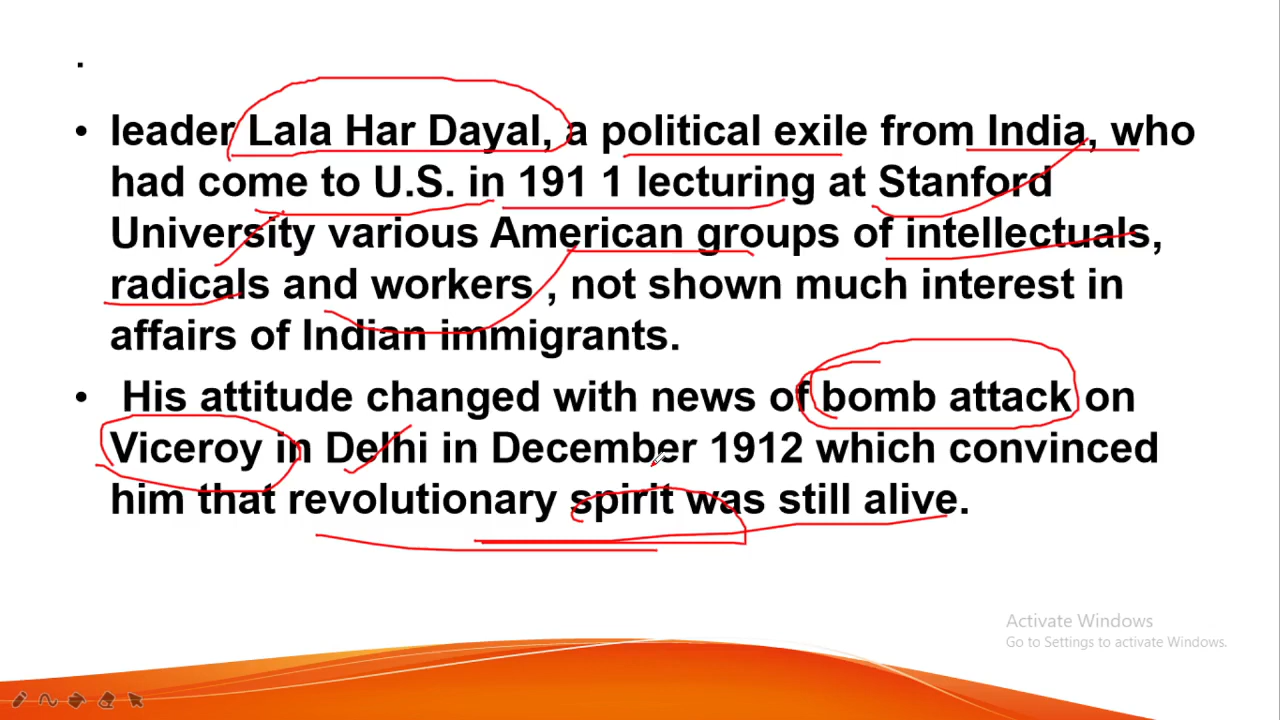 .
• leader Lala Har Dayal, a political exile from India, who
had come to U.S. in 191 1 lecturing at Stanford
University various American groups of intellectuals,
radicals and workers , not shown much interest in
affairs of Indian immigrants.
• His attitude changed with news of bomb attack on
Viceroy in Delhi in December 1912 which convinced
him that revolutionary spirit was still alive.
Activate Windows
Go to Settings to activate Windows.